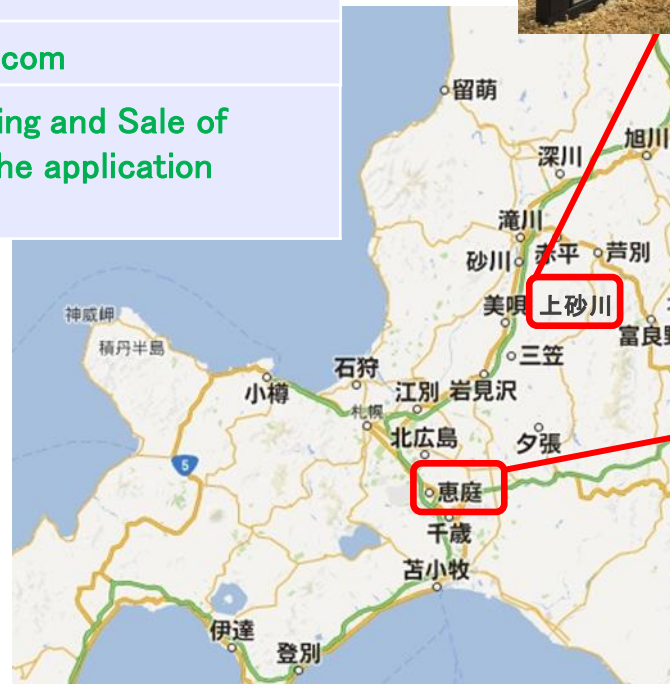 com
ing and Sale of
he application
留萌
旭川
深川
滝川
砂川
赤平
芦別
美唄
上砂川
神威岬
富良野
積丹半島
三笠
石狩
小樽
江別
岩見沢
札幌
北広島
夕張
5
恵庭
千歳
苫小牧
伊達
登別